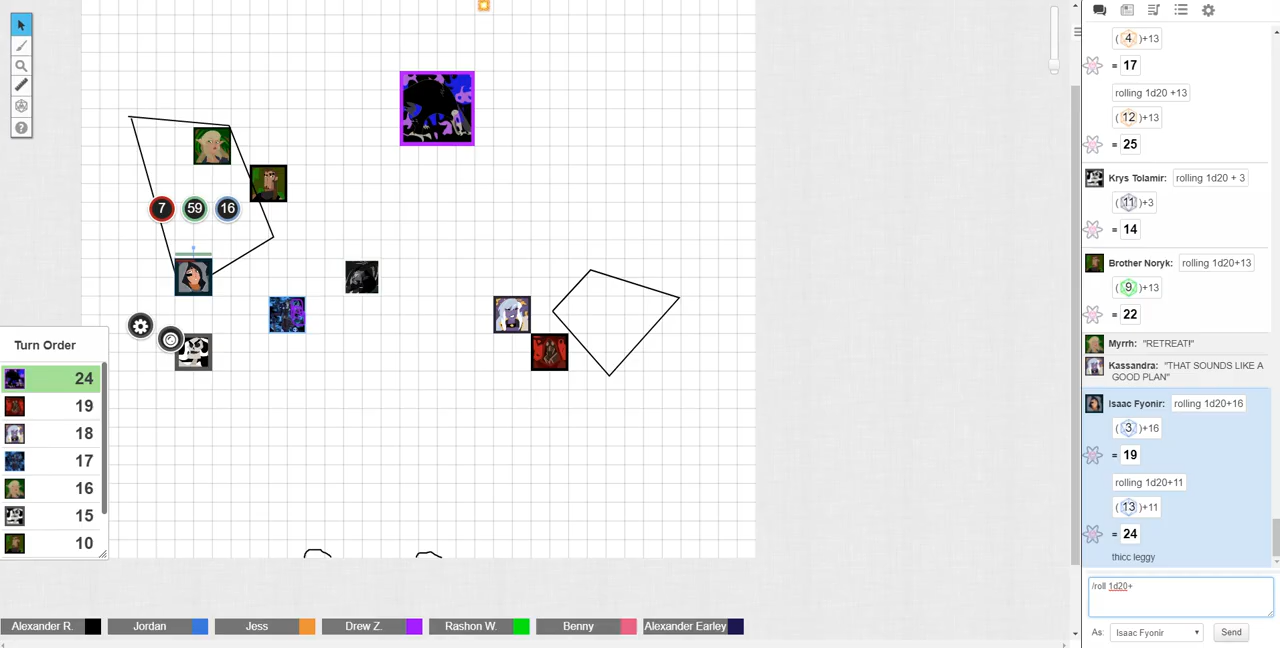 7 59 16
Turn Order
24
19
18
17
16
15
10
Alexander R.
Jordan
Jess
Drew Z.
Rashon W.
Benny
Alexander Earley
(4)+13
= 17
rolling 1d20 +13
(12)+13
= 25
Krys Tolamir: rolling 1d20 + 3
(11)+3
= 14
Brother Noryk: rolling 1d20+13
(9)+13
= 22
Myrrh: "RETREAT!"
Kassandra: "THAT SOUNDS LIKE A
GOOD PLAN"
Isaac Fyonir: rolling 1d20+16
(3)+16
= 19
rolling 1d20+11
(13)+11
= 24
thicc leggy
/roll 1d20+
As: Isaac Fyonir Send